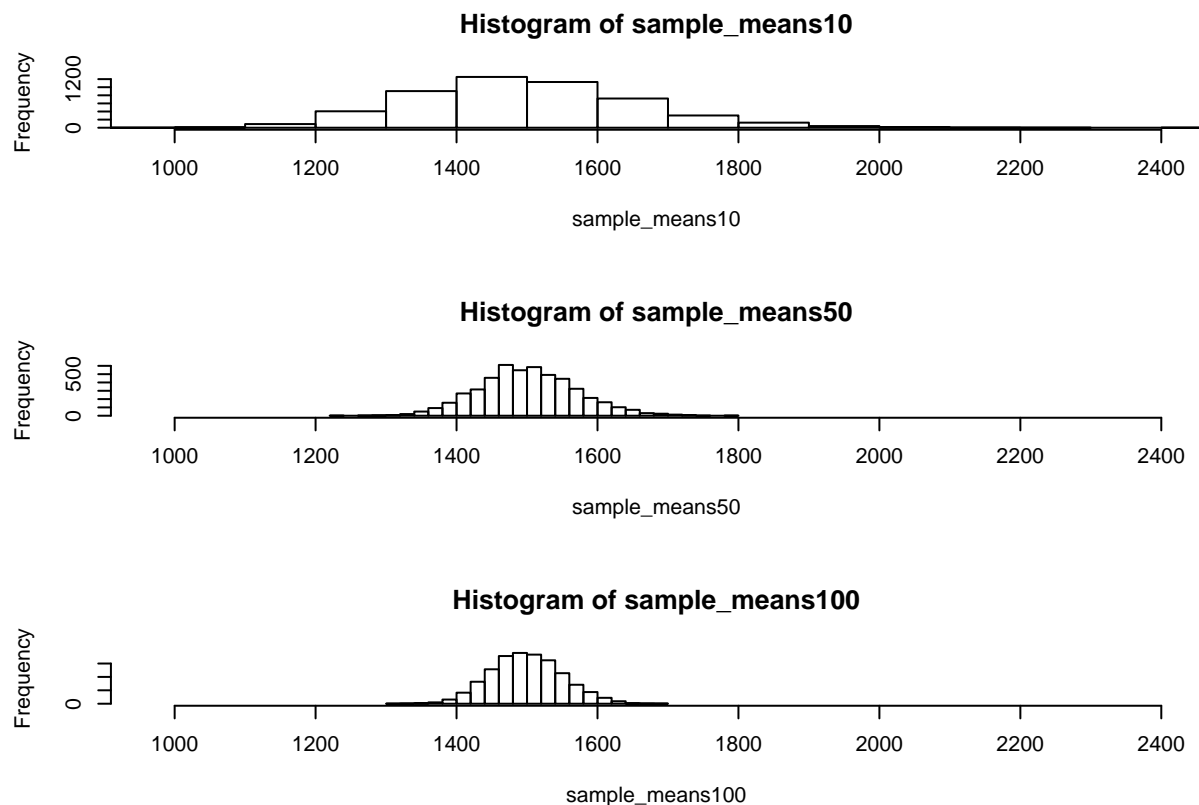 Histogram of sample_means10
Frequency
1200
0
1000 1200 1400 1600 1800 2000 2200 2400
sample_means10
Histogram of sample_means50
Frequency
500
0
1000 1200 1400 1600 1800 2000 2200 2400
sample_means50
Histogram of sample_means100
Frequency
0
1000 1200 1400 1600 1800 2000 2200 2400
sample_means100